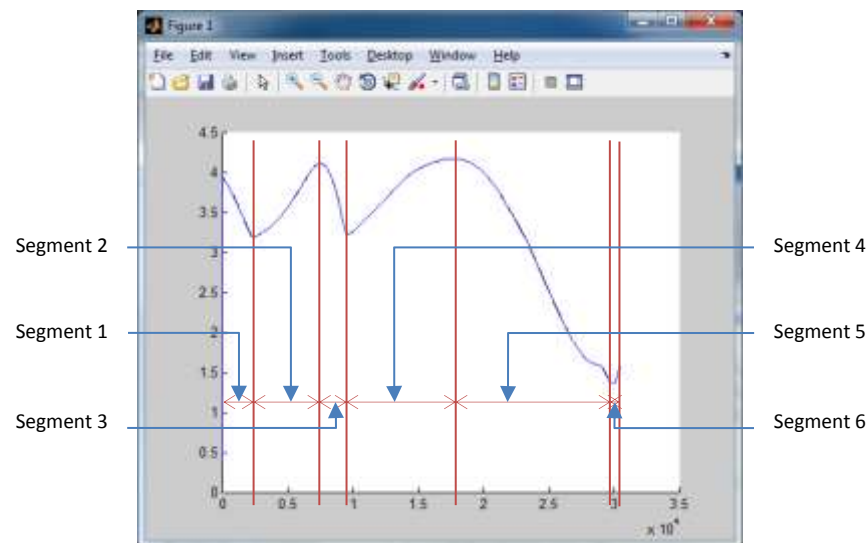 Figure 1
File Edit View Insert Tools Desktop Window Help
4.5
4
3.5
3
2.5
2
1.5
1
0.5
0
0 0.5 1 1.5 2 2.5 3 3.5
x 10⁴
Segment 2
Segment 1
Segment 3
Segment 4
Segment 5
Segment 6